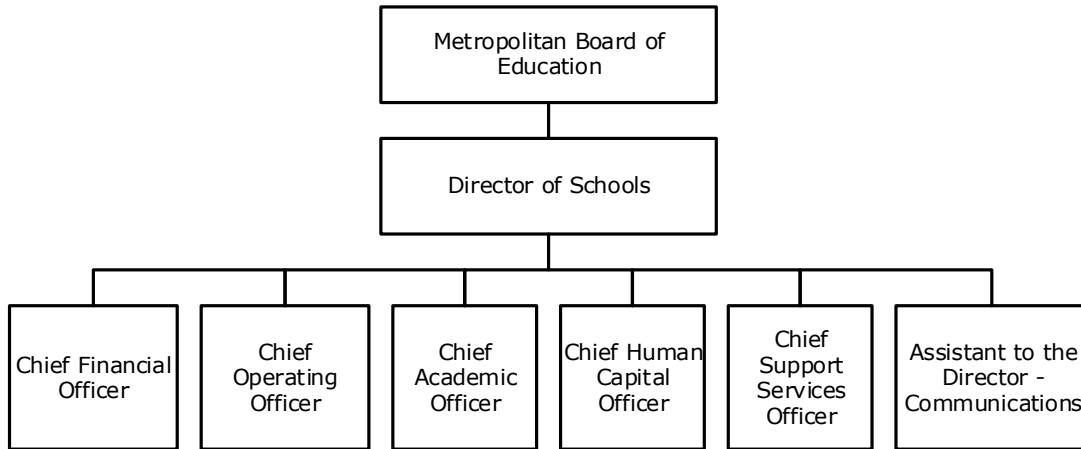 Metropolitan Board of
Education
Director of Schools
Chief Financial
Officer
Chief
Operating
Officer
Chief
Academic
Officer
Chief Human
Capital
Officer
Chief
Support
Services
Officer
Assistant to the
Director -
Communications